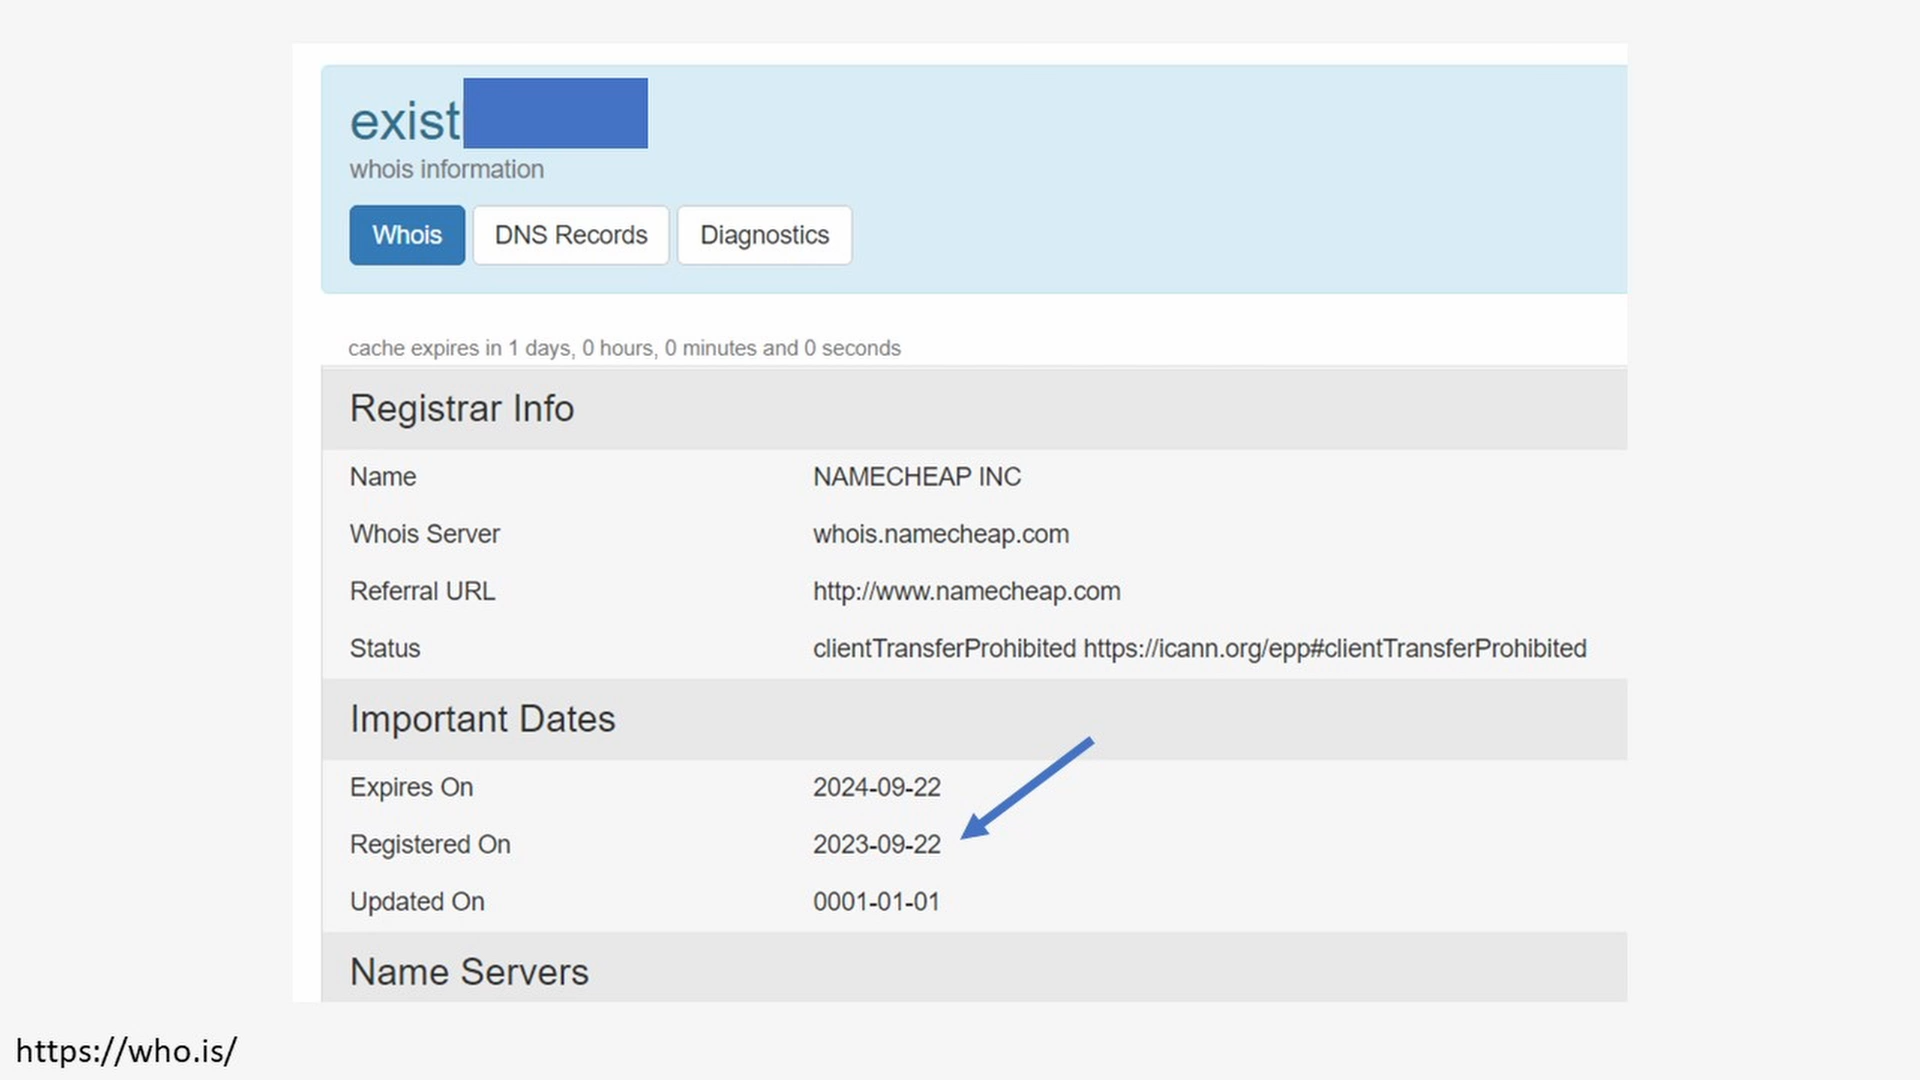 exist
whois information
Whois DNS Records Diagnostics
cache expires in 1 days, 0 hours, 0 minutes and 0 seconds
Registrar Info
Name NAMECHEAP INC
Whois Server whois.namecheap.com
Referral URL http://www.namecheap.com
Status clientTransferProhibited https://icann.org/epp#clientTransferProhibited
Important Dates
Expires On 2024-09-22
Registered On 2023-09-22
Updated On 0001-01-01
Name Servers
https://who.is/